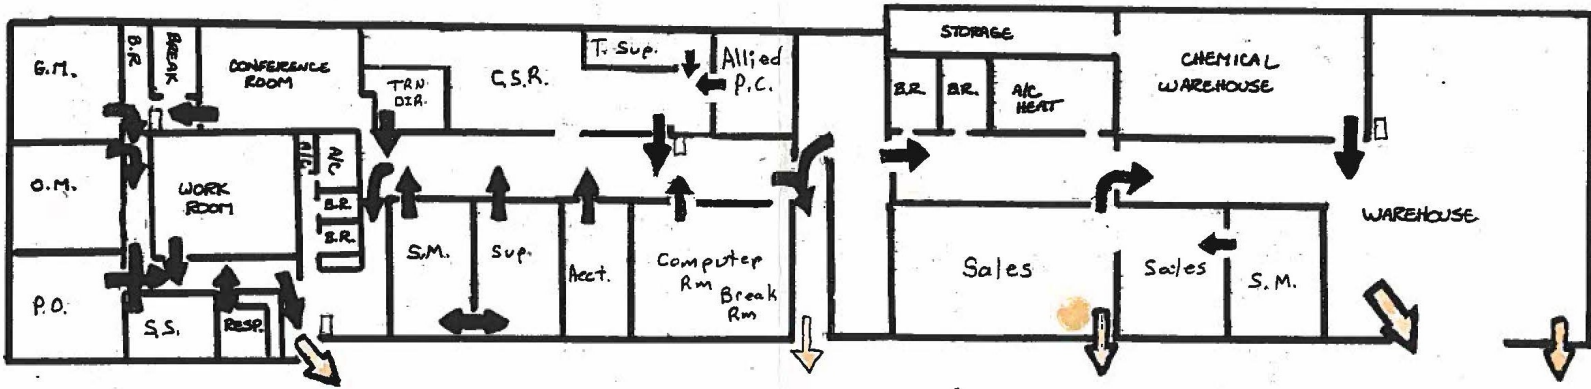 G.M.
B.R.
BREAK
CONFERENCE
ROOM
TRN.
DIR.
C.S.R.
T. Sup.
Allied
P.C.
STORAGE
B.R.
B.R.
A/C
HEAT
CHEMICAL
WAREHOUSE
O.M.
WORK
ROOM
A/C
A/C
B.R.
B.R.
S.M.
Sup.
Acct.
Computer
Rm
Break
Rm
Sales
Sales
S.M.
WAREHOUSE
P.O.
S.S.
RESP.